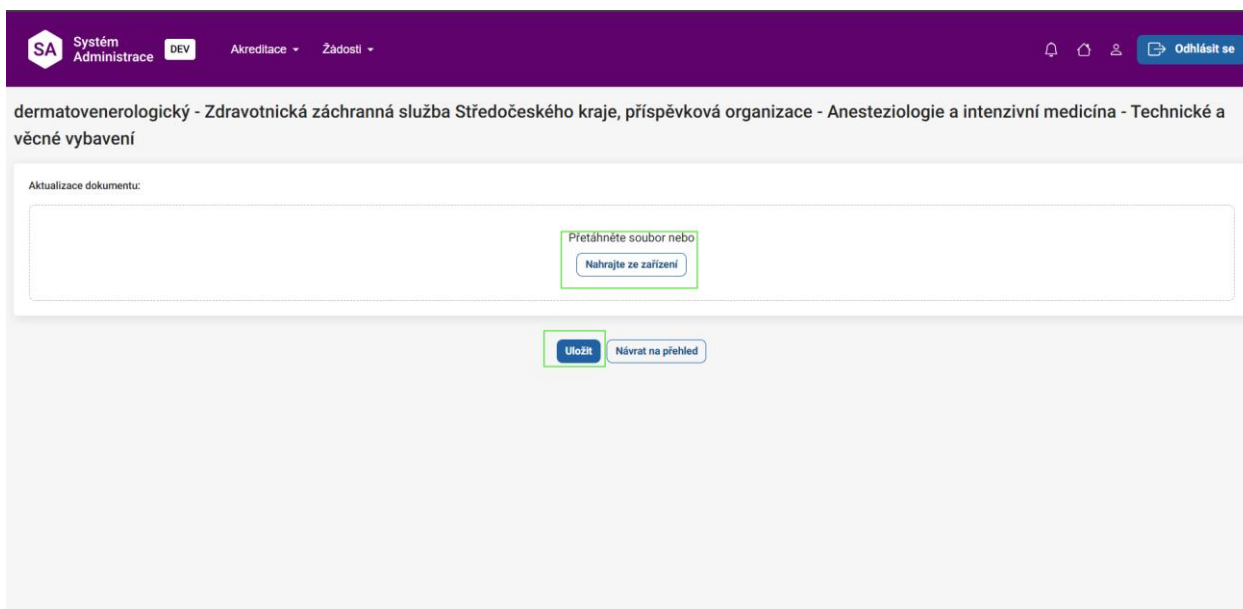 SA
Systém
Administrace
DEV
Akreditace
Žádosti
Odhlásit se
dermatovenerologický - Zdravotnická záchranná služba Středočeského kraje, příspěvková organizace - Anesteziologie a intenzivní medicína - Technické a
věcné vybavení
Aktualizace dokumentu:
Přetáhněte soubor nebo
Nahrajte ze zařízení
Uložit
Návrat na přehled